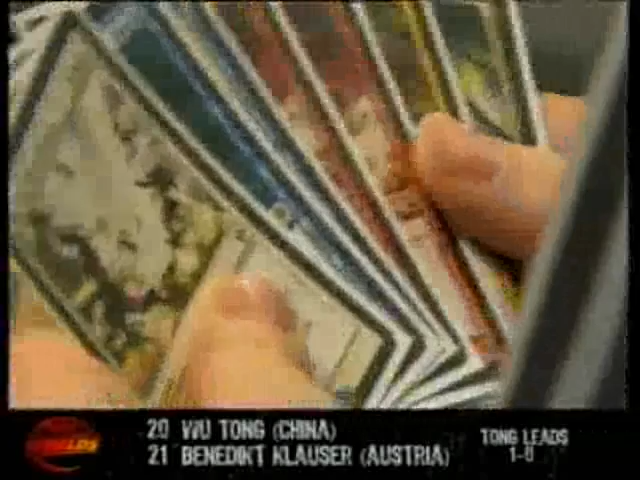 20 WU TONG (CHINA)
21 BENEDIKT KLAUSER (AUSTRIA)
TONG LEADS
1-0